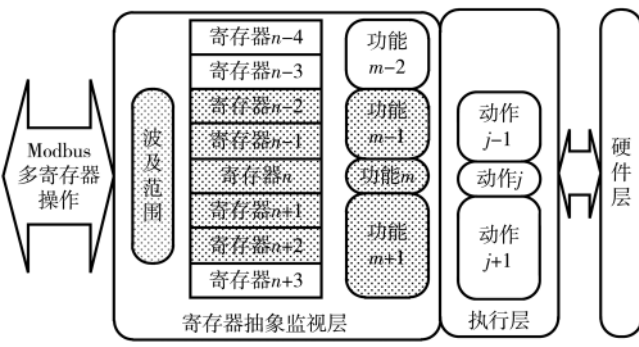 Modbus
多寄存器
操作
波及范围
寄存器n-4
寄存器n-3
寄存器n-2
寄存器n-1
寄存器n
寄存器n+1
寄存器n+2
寄存器n+3
功能
m-2
功能
m-1
功能m
功能
m+1
寄存器抽象监视层
动作
j-1
动作j
动作
j+1
执行层
硬件层